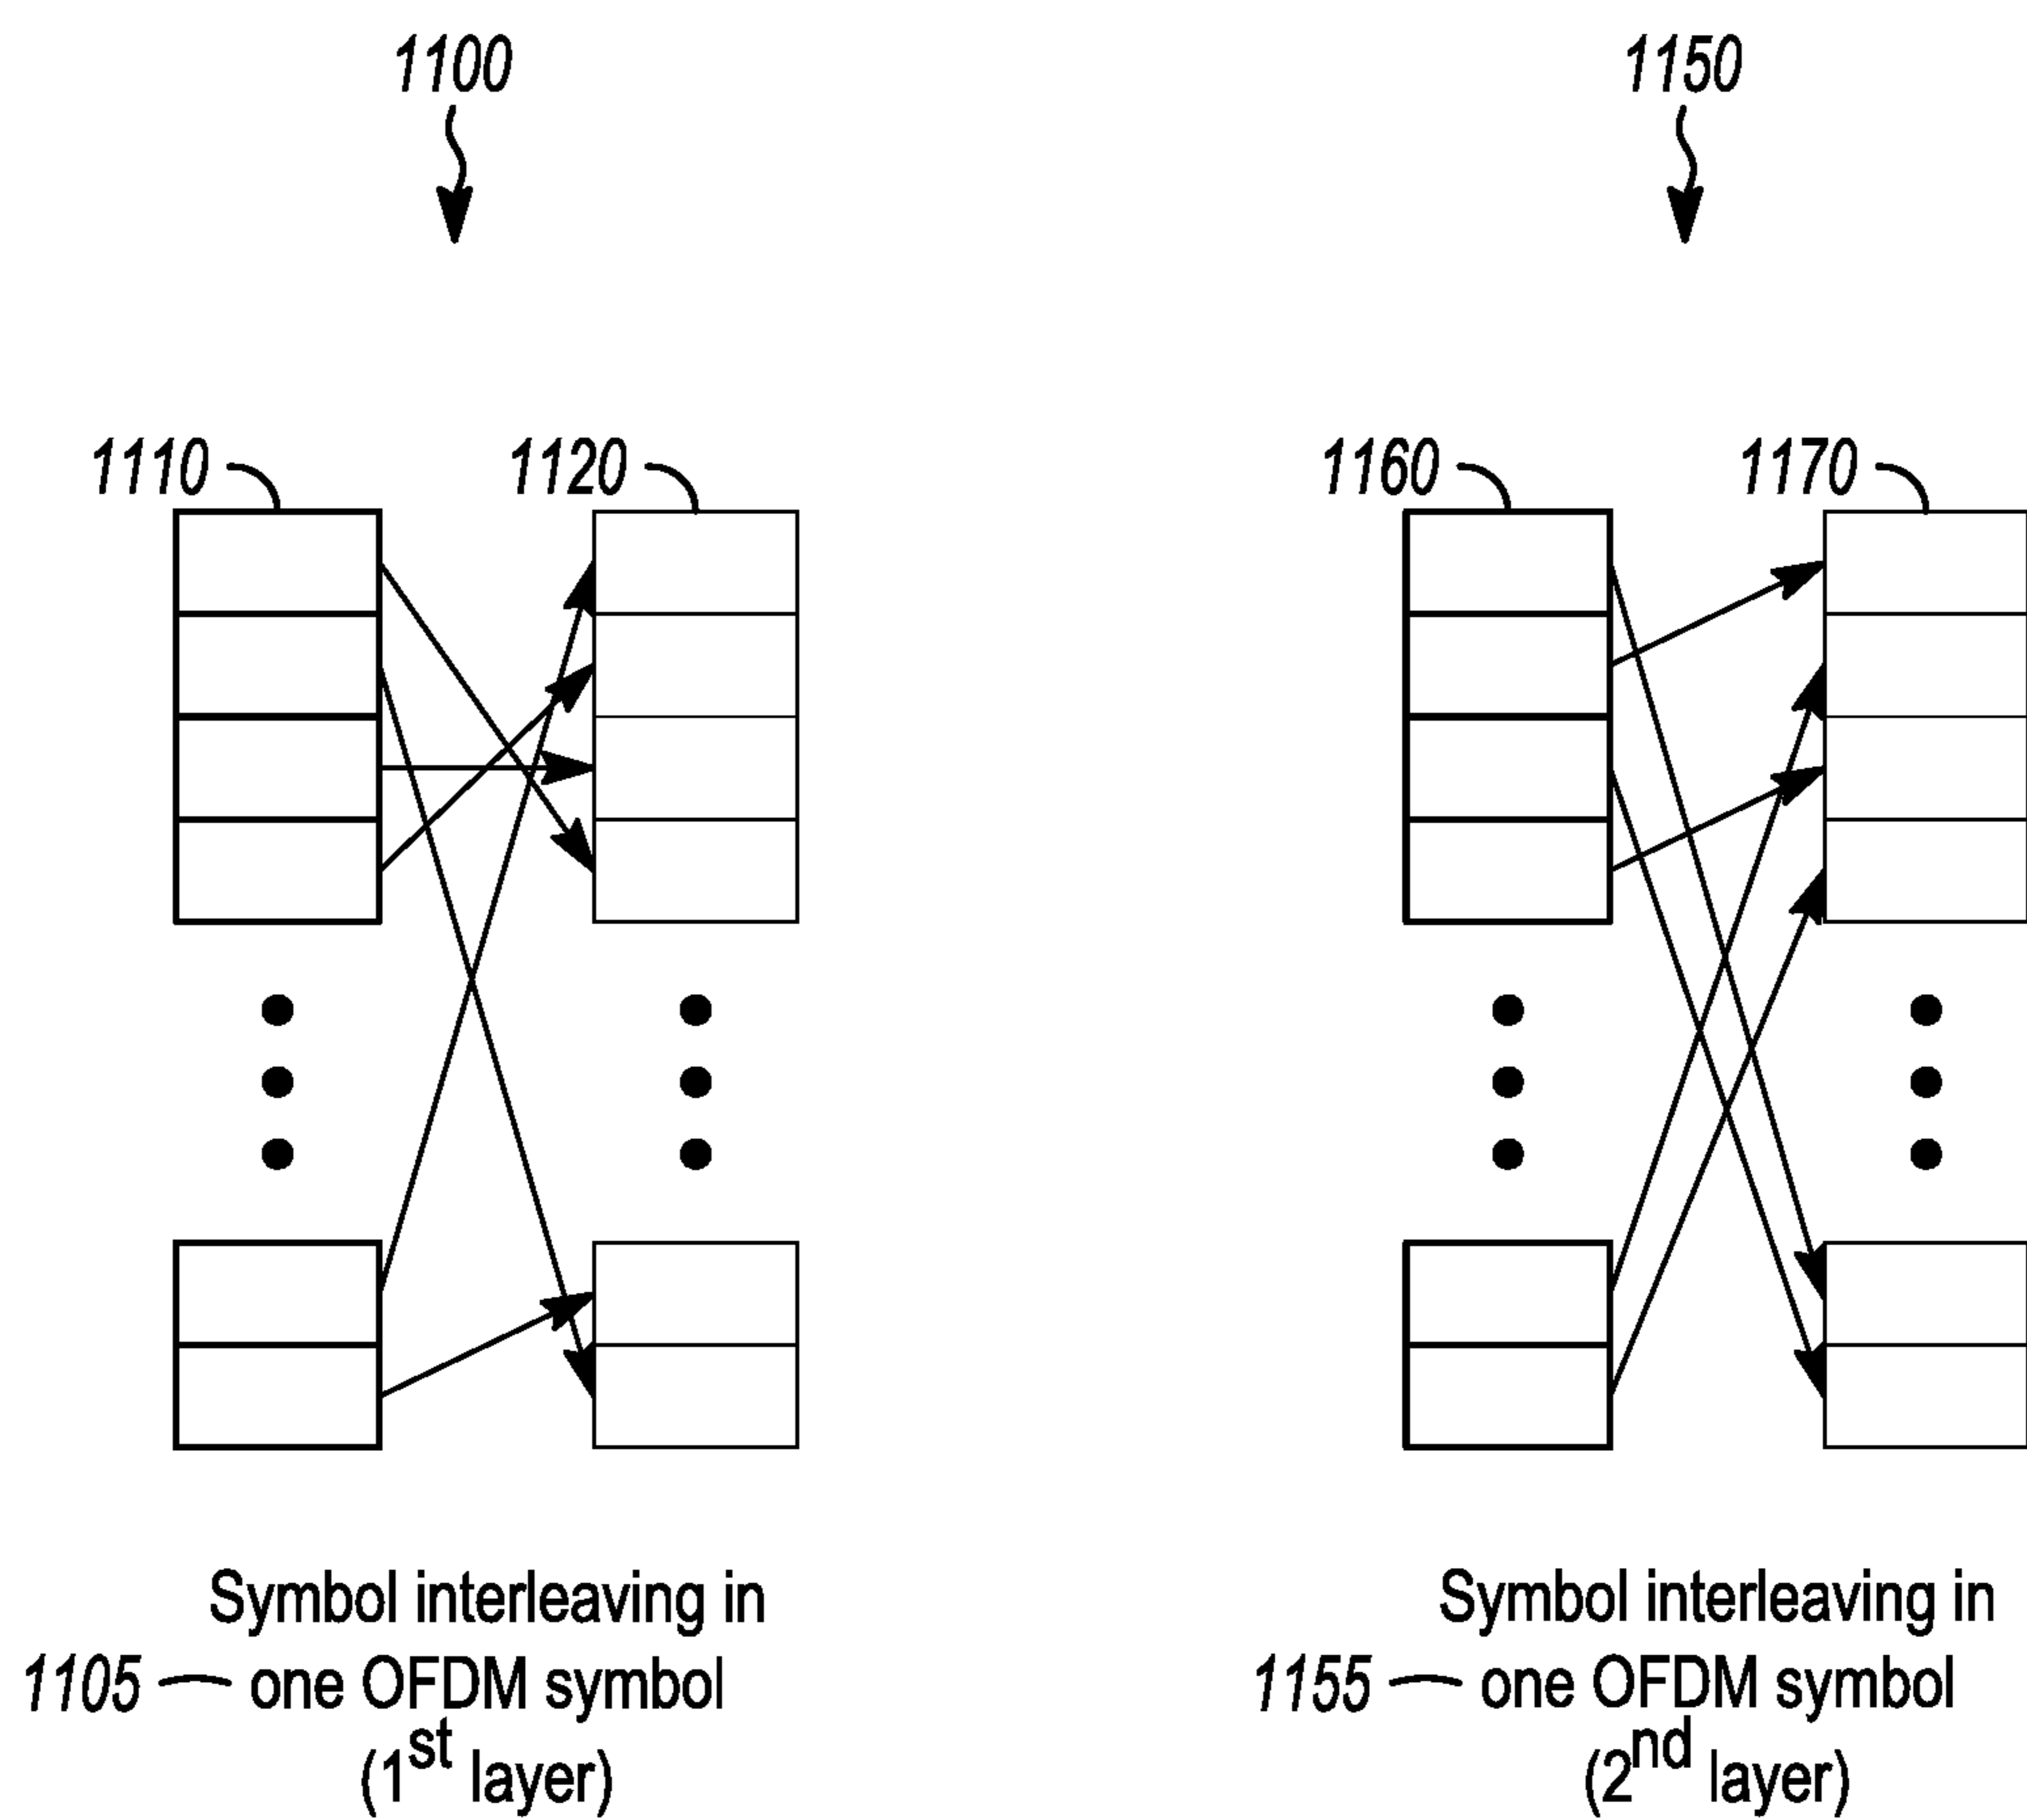 1100
1150
1110
1120
1160
1170
Symbol interleaving in
1105 one OFDM symbol
(1st layer)
Symbol interleaving in
1155 one OFDM symbol
(2nd layer)